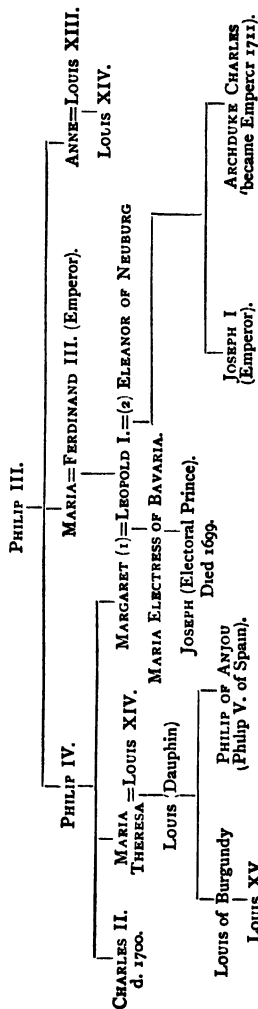 PHILIP III.
PHILIP IV.
MARIA=FERDINAND III. (Emperor).
ANNE=LOUIS XIII.
LOUIS XIV.
CHARLES II.
d. 1700.
MARIA
THERESA
=LOUIS XIV.
MARGARET (1)=LEOPOLD I.=(2) ELEANOR OF NEUBURG
LOUIS (Dauphin)
MARIA ELECTRESS OF BAVARIA.
JOSEPH (Electoral Prince).
Died 1699.
Louis of Burgundy
LOUIS XV
PHILIP OF ANJOU
(Philip V. of Spain).
JOSEPH I
(Emperor).
ARCHDUKE CHARLES
(became Emperor 1711).